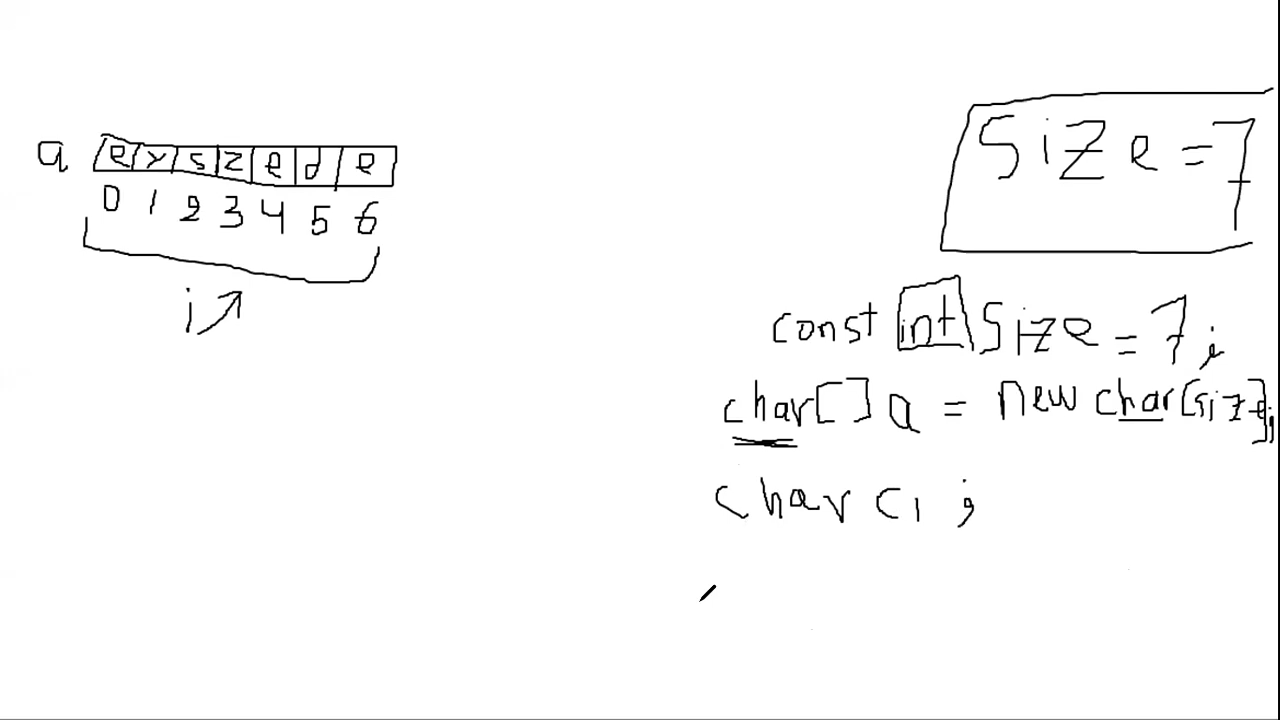 a e y s z e d e
0 1 2 3 4 5 6
i
size = 7
const int size = 7;
char[] a = new char[size];
char c1;